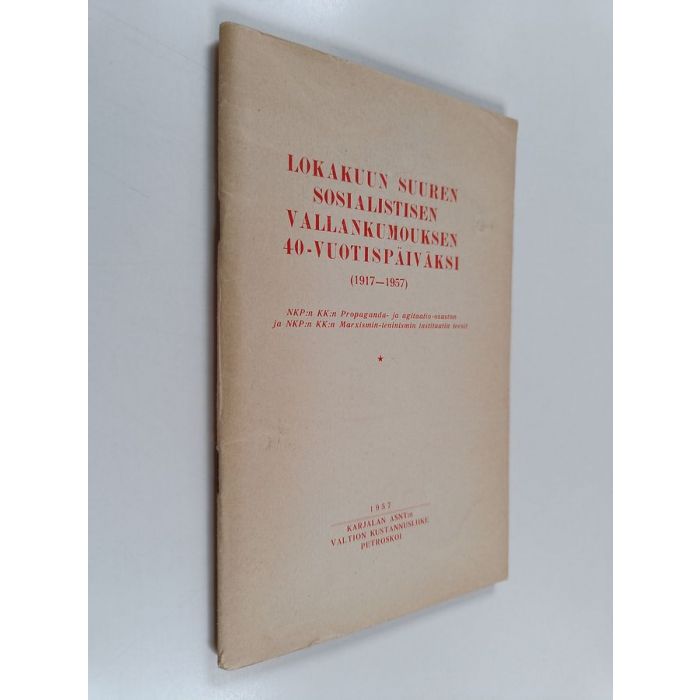 LOKAKUUN SUUREN
SOSIALISTISEN
VALLANKUMOUKSEN
40-VUOTISPÄIVÄKSI
(1917—1957)
NKP:n KK:n Propaganda- ja agitaatio-osaston
ja NKP:n KK:n Marxismin-leninismin instituutin teesit
1957
KARJALAN ASNT:n
VALTION KUSTANNUSLIIKE
PETROSKOI